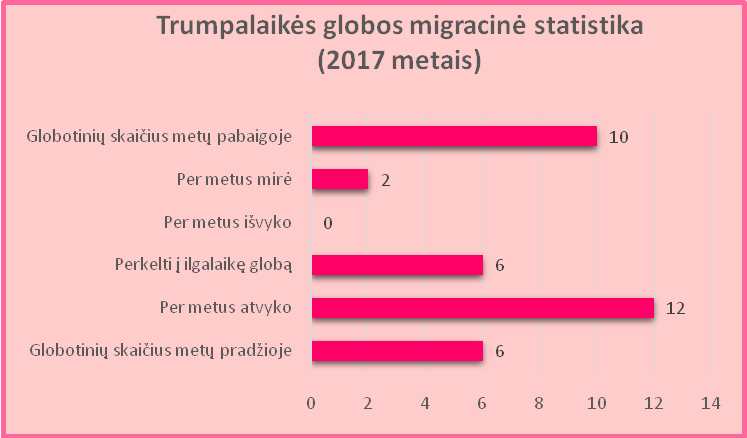 Trumpalaikės globos migracinė statistika
(2017 metais)
Globotinių skaičius metų pabaigoje 10
Per metus mirė 2
Per metus išvyko 0
Perkelti į ilgalaikę globą 6
Per metus atvyko 12
Globotinių skaičius metų pradžioje 6
0 2 4 6 8 10 12 14